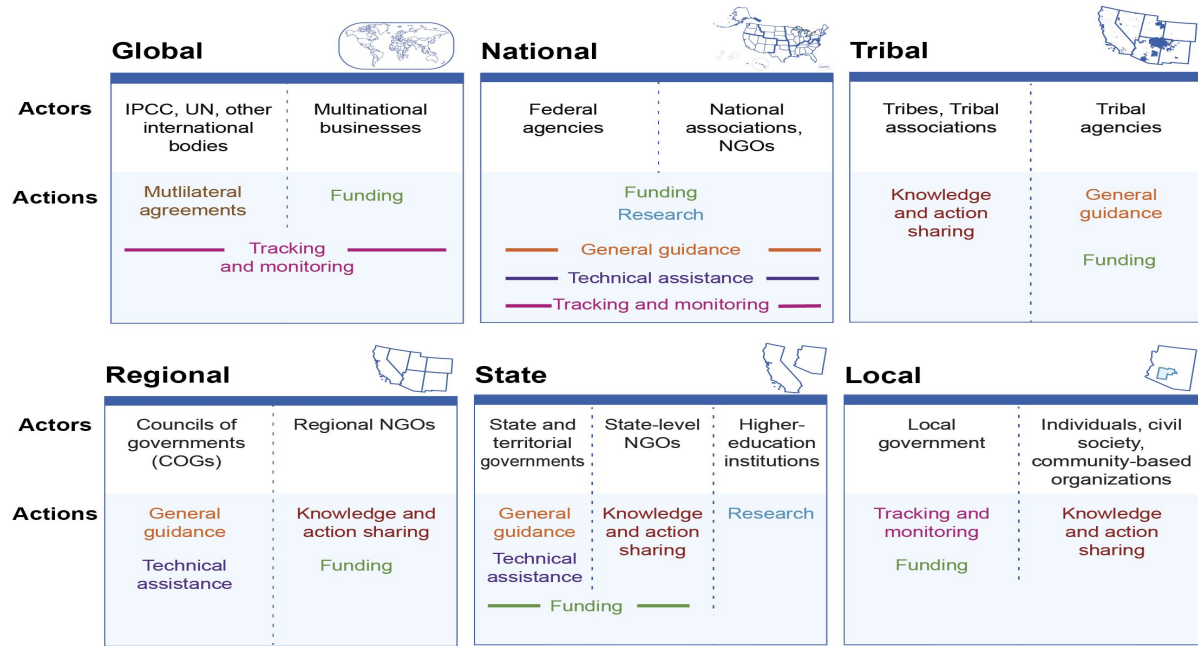 Global
National
Tribal
Actors
IPCC, UN, other
international
bodies
Multinational
businesses
Federal
agencies
National
associations,
NGOs
Tribes, Tribal
associations
Tribal
agencies
Actions
Mutlilateral
agreements
Funding
Tracking
and monitoring
Funding
Research
General guidance
Technical assistance
Tracking and monitoring
Knowledge
and action
sharing
General
guidance
Funding
Regional
State
Local
Actors
Councils of
governments
(COGs)
Regional NGOs
State and
territorial
governments
State-level
NGOs
Higher-
education
institutions
Local
government
Individuals, civil
society,
community-based
organizations
Actions
General
guidance
Technical
assistance
Knowledge and
action sharing
Funding
General
guidance
Technical
assistance
Knowledge
and action
sharing
Funding
Research
Tracking and
monitoring
Funding
Knowledge
and action
sharing